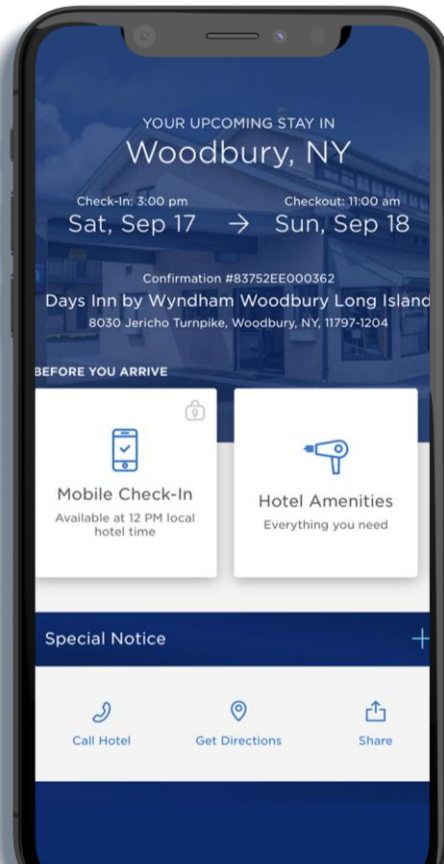 YOUR UPCOMING STAY IN
Woodbury, NY
Check-In: 3:00 pm
Checkout: 11:00 am
Sat, Sep 17 → Sun, Sep 18
Confirmation #83752EE000362
Days Inn by Wyndham Woodbury Long Island
8030 Jericho Turnpike, Woodbury, NY, 11797-1204
BEFORE YOU ARRIVE
Mobile Check-In
Available at 12 PM local
hotel time
Hotel Amenities
Everything you need
Special Notice
Call Hotel
Get Directions
Share